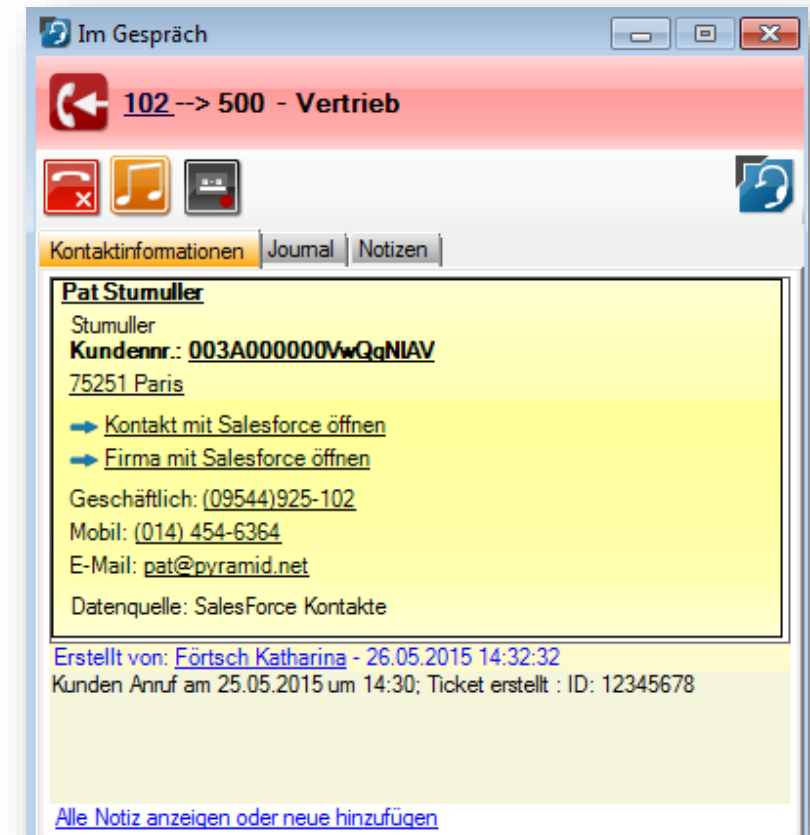 Im Gespräch
102 --> 500 - Vertrieb
Kontaktinformationen Journal Notizen
Pat Stumuller
Stumuller
Kundennr.: 003A000000VwQqNIAV
75251 Paris
Kontakt mit Salesforce öffnen
Firma mit Salesforce öffnen
Geschäftlich: (09544)925-102
Mobil: (014) 454-6364
E-Mail: pat@pyramid.net
Datenquelle: SalesForce Kontakte
Erstellt von: Förtsch Katharina - 26.05.2015 14:32:32
Kunden Anruf am 25.05.2015 um 14:30; Ticket erstellt : ID: 12345678
Alle Notiz anzeigen oder neue hinzufügen